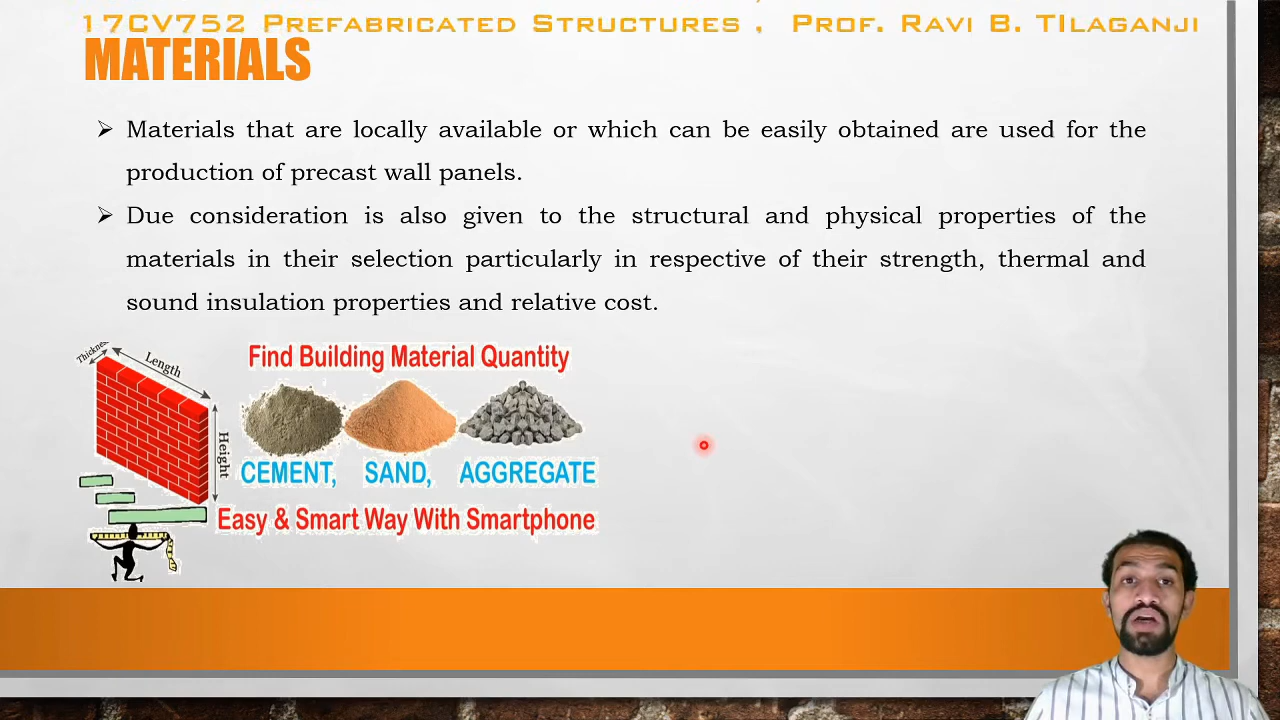 17CV752 Prefabricated Structures , Prof. Ravi B. Tilaganji
MATERIALS
➢ Materials that are locally available or which can be easily obtained are used for the
production of precast wall panels.
➢ Due consideration is also given to the structural and physical properties of the
materials in their selection particularly in respective of their strength, thermal and
sound insulation properties and relative cost.
Length
Height
Find Building Material Quantity
CEMENT, SAND, AGGREGATE
Easy & Smart Way With Smartphone